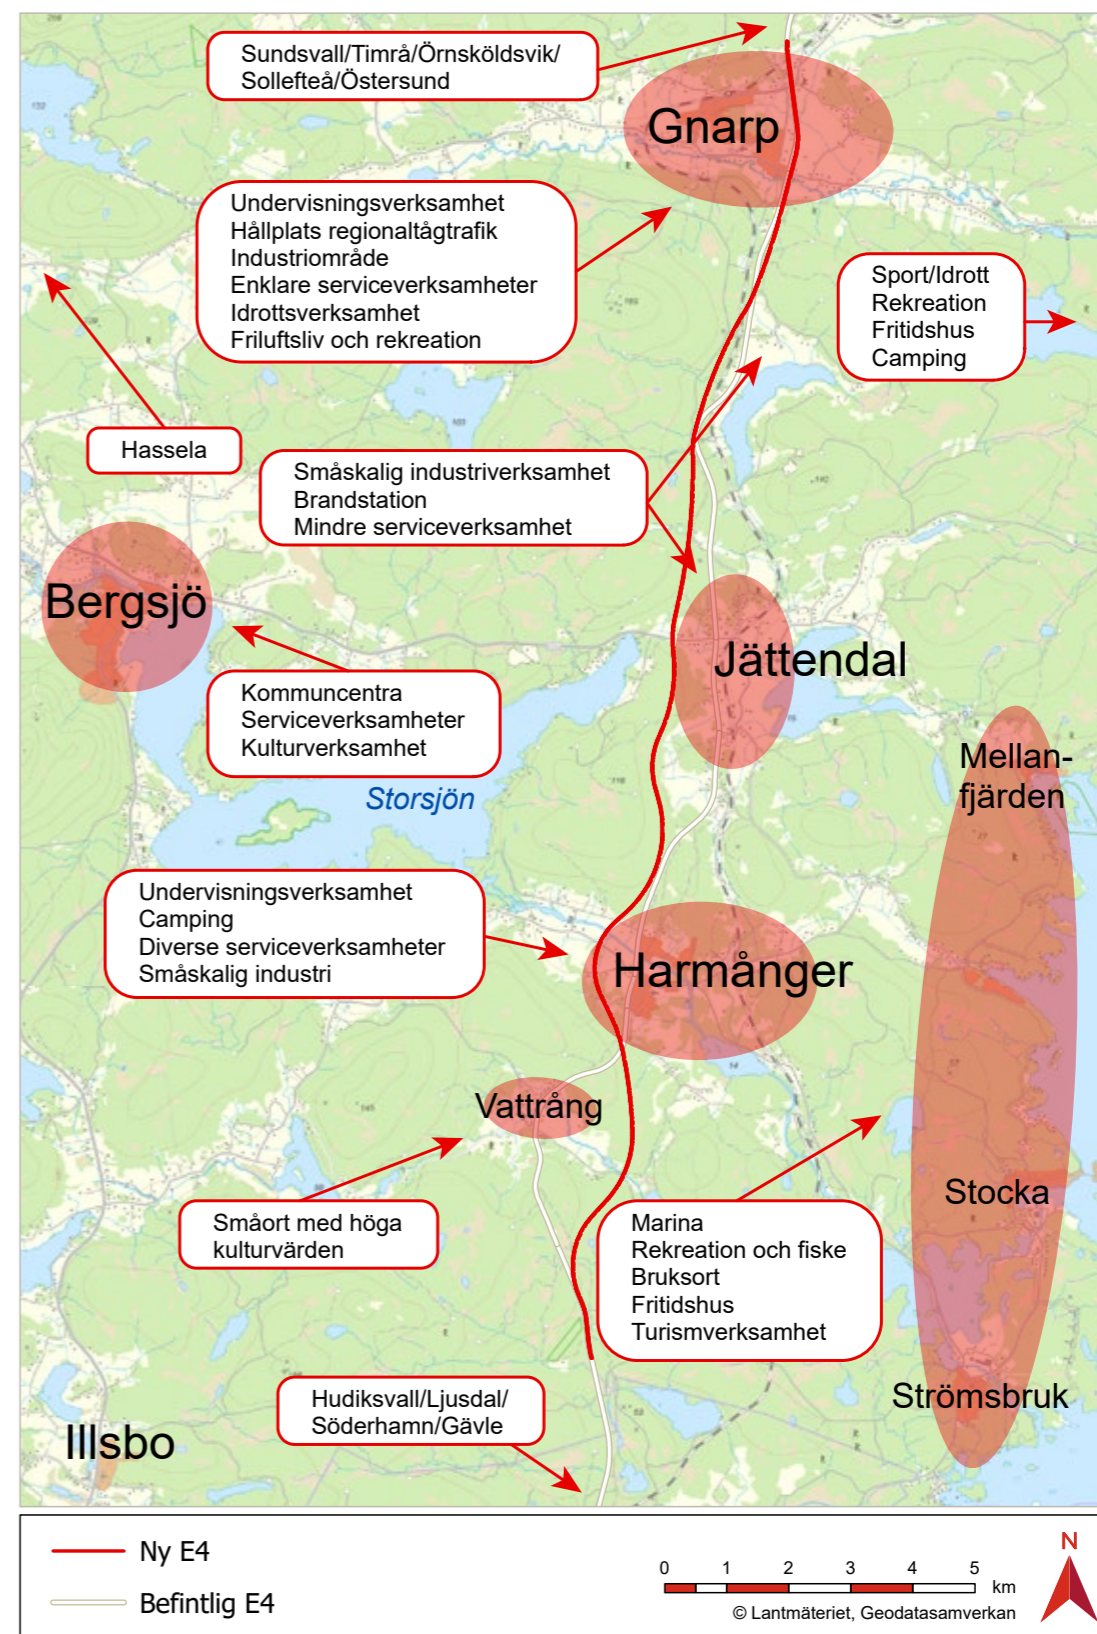 Sundsvall/Timrå/Örnsköldsvik/
Sollefteå/Östersund
Gnarp
Undervisningsverksamhet
Hållplats regionaltågtrafik
Industriområde
Enklare serviceverksamheter
Idrottsverksamhet
Friluftsliv och rekreation
Sport/Idrott
Rekreation
Fritidshus
Camping
Hassela
Småskalig industriverksamhet
Brandstation
Mindre serviceverksamhet
Bergsjö
Jättendal
Kommuncentra
Serviceverksamheter
Kulturverksamhet
Storsjön
Mellan-
fjärden
Undervisningsverksamhet
Camping
Diverse serviceverksamheter
Småskalig industri
Harmånger
Vattrång
Stocka
Småort med höga
kulturvärden
Marina
Rekreation och fiske
Bruksort
Fritidshus
Turismverksamhet
Strömsbruk
Hudiksvall/Ljusdal/
Söderhamn/Gävle
Illsbo
Ny E4
Befintlig E4
0 1 2 3 4 5
km
© Lantmäteriet, Geodatasamverkan
N